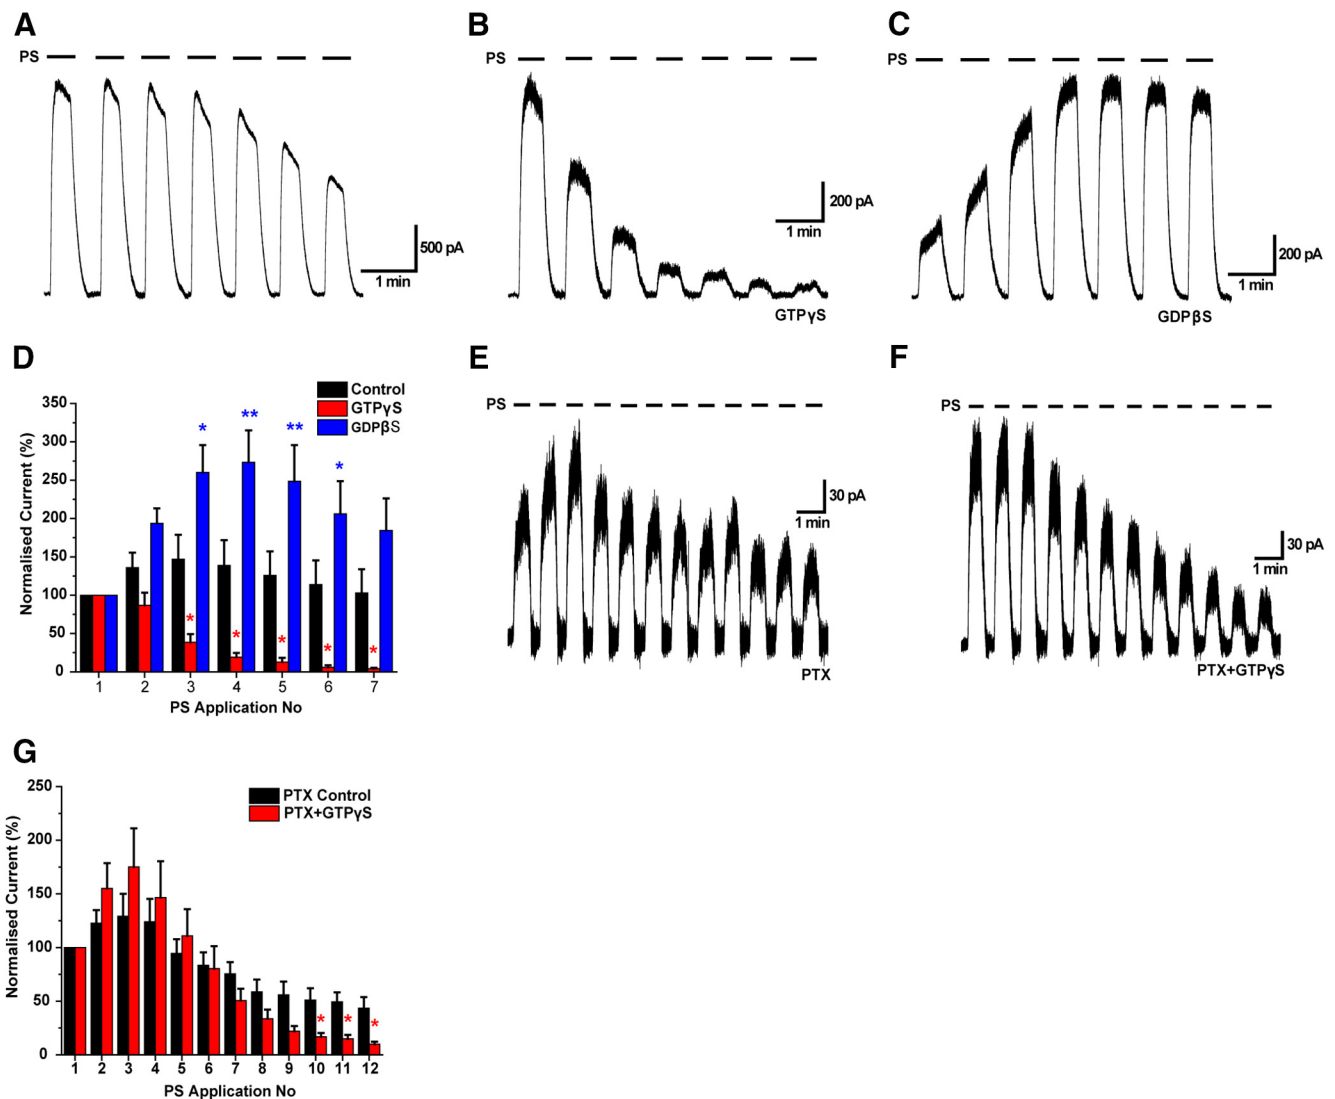 A
PS
500 pA
1 min
B
PS
200 pA
1 min
GTPγS
C
PS
200 pA
1 min
GDPβS
D
Control
GTPγS
GDPβS
Normalised Current (%)
350
300
250
200
150
100
50
0
* ** ** *
* * * * *
1 2 3 4 5 6 7
PS Application No
E
PS
30 pA
1 min
PTX
F
PS
30 pA
1 min
PTX+GTPγS
G
PTX Control
PTX+GTPγS
Normalised Current (%)
250
200
150
100
50
0
* * *
1 2 3 4 5 6 7 8 9 10 11 12
PS Application No